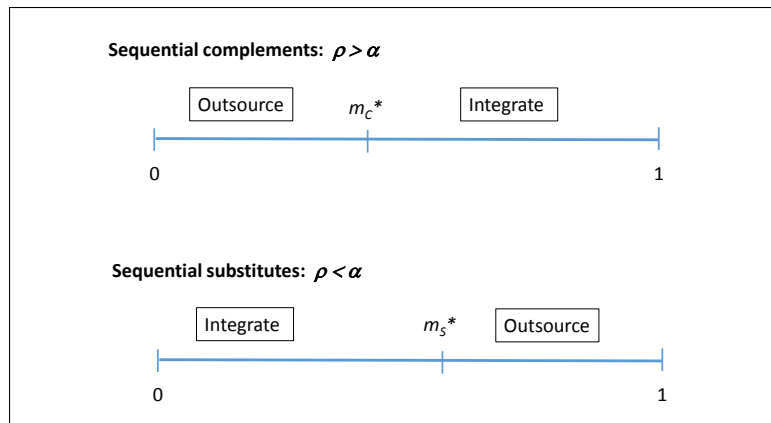 Sequential complements: ρ > α
Outsource m_C* Integrate
0 1
Sequential substitutes: ρ < α
Integrate m_S* Outsource
0 1